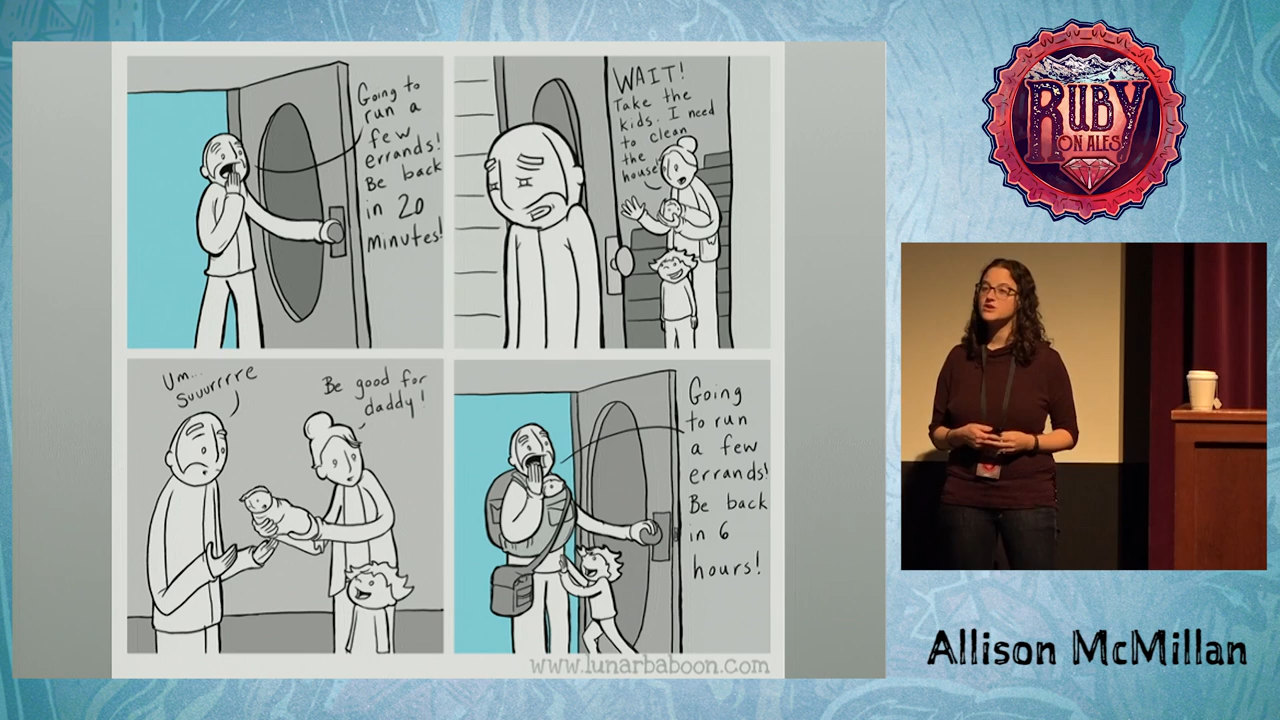 Going to
run a
few
errands!
Be back
in 20
minutes!
WAIT!
Take the
kids. I need
to clean
the
house!
Um...
Suuurrrre
Be good for
daddy!
Going
to run
a few
errands!
Be back
in 6
hours!
www.lunarbaboon.com
RUBY
ON ALES
Allison McMillan